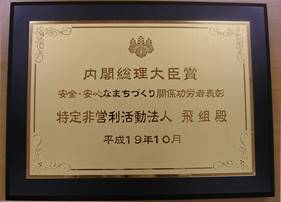 内閣総理大臣賞
安全・安心なまちづくり関係功労者表彰
特定非営利活動法人 飛組殿
平成19年10月